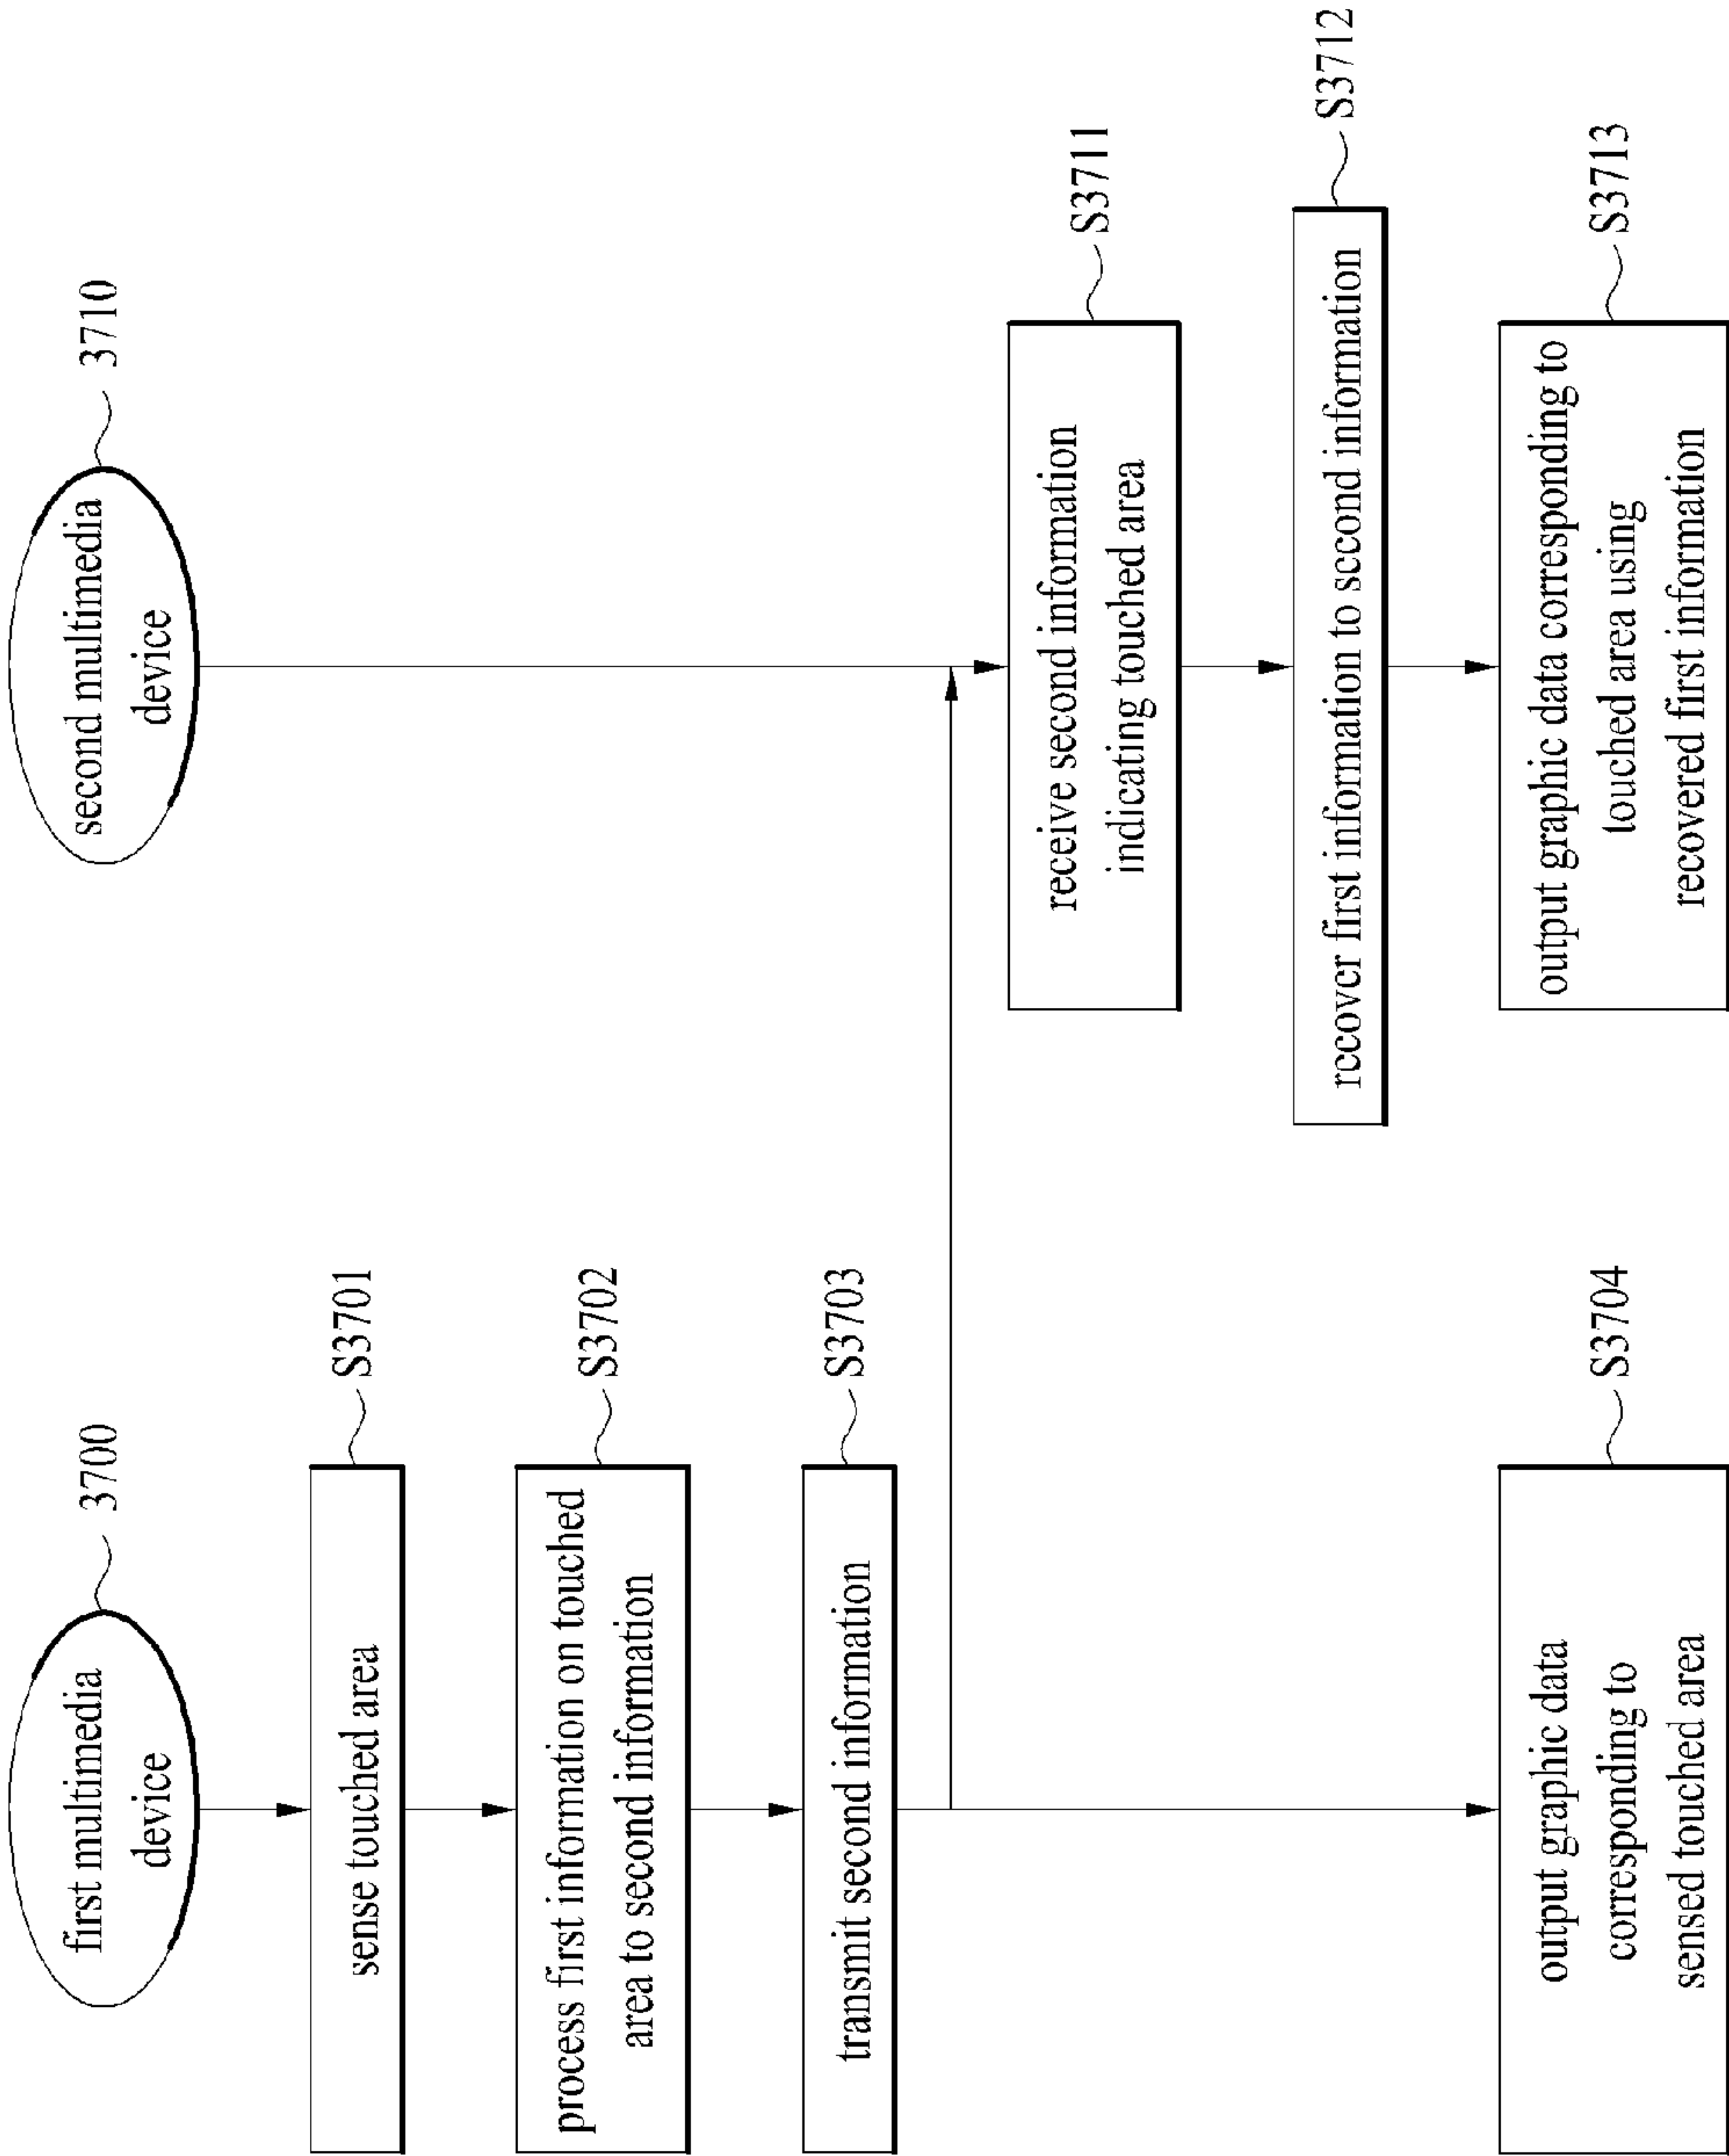 first multimedia
device
3700
sense touched area
S3701
process first information on touched
area to second information
S3702
transmit second information
S3703
output graphic data
corresponding to
sensed touched area
S3704
second multimedia
device
3710
receive second information
indicating touched area
S3711
recover first information to second information
S3712
output graphic data corresponding to
touched area using
recovered first information
S3713